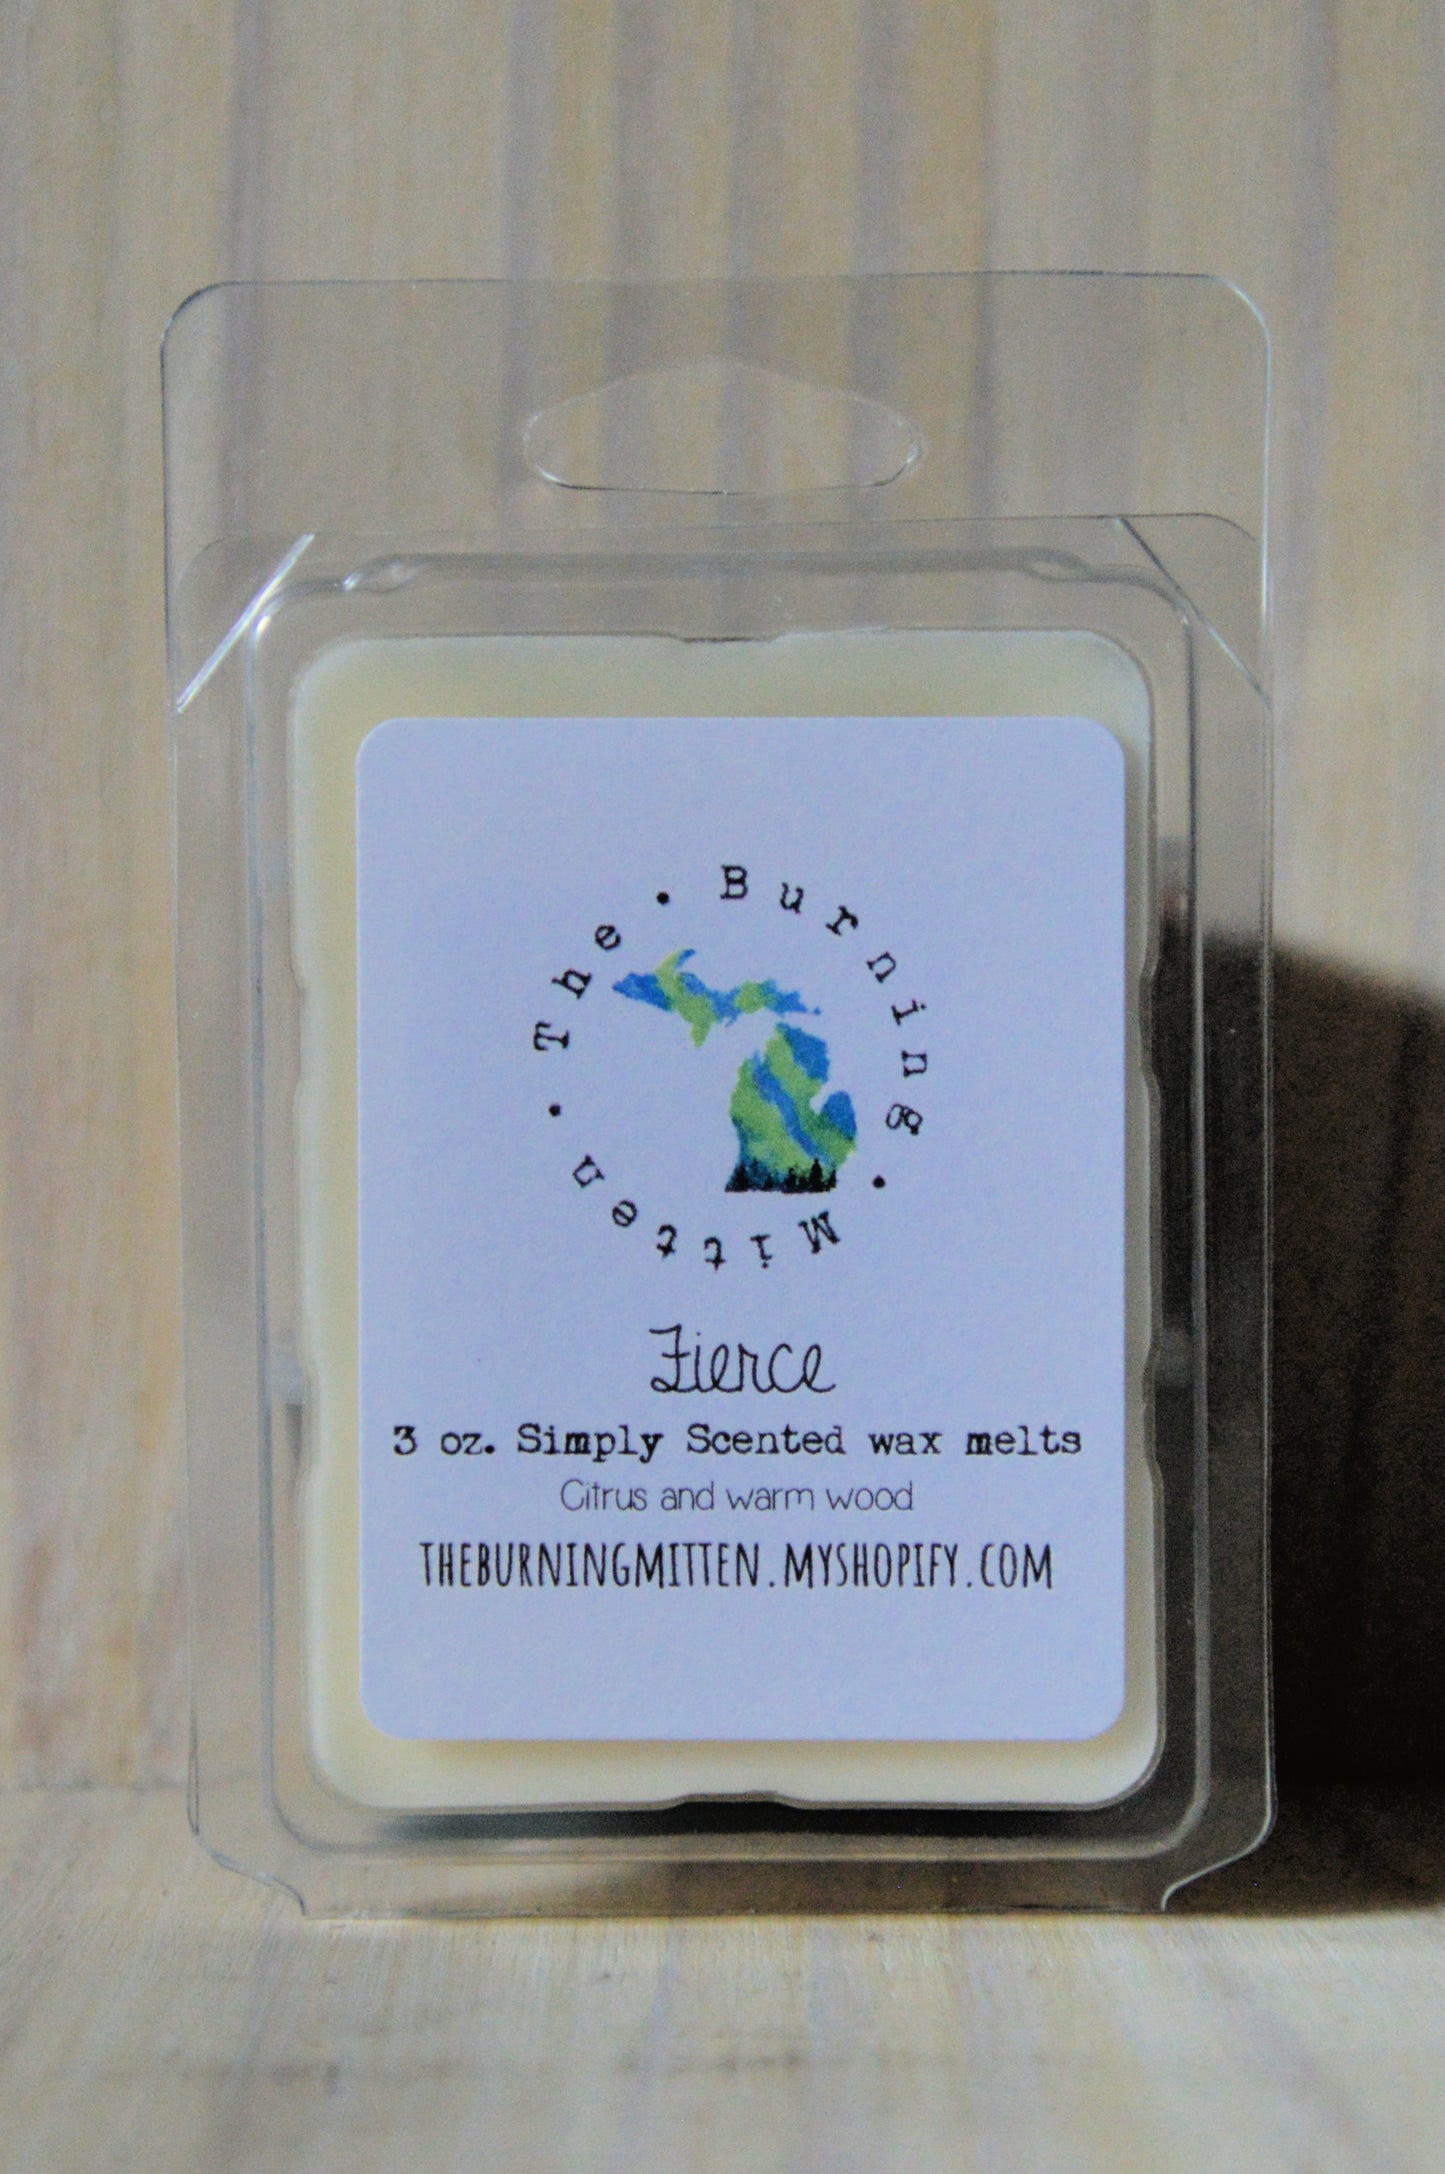 The • Burning • Mitten •
Fierce
3 oz. Simply Scented wax melts
Citrus and warm wood
THEBURNINGMITTEN.MYSHOPIFY.COM